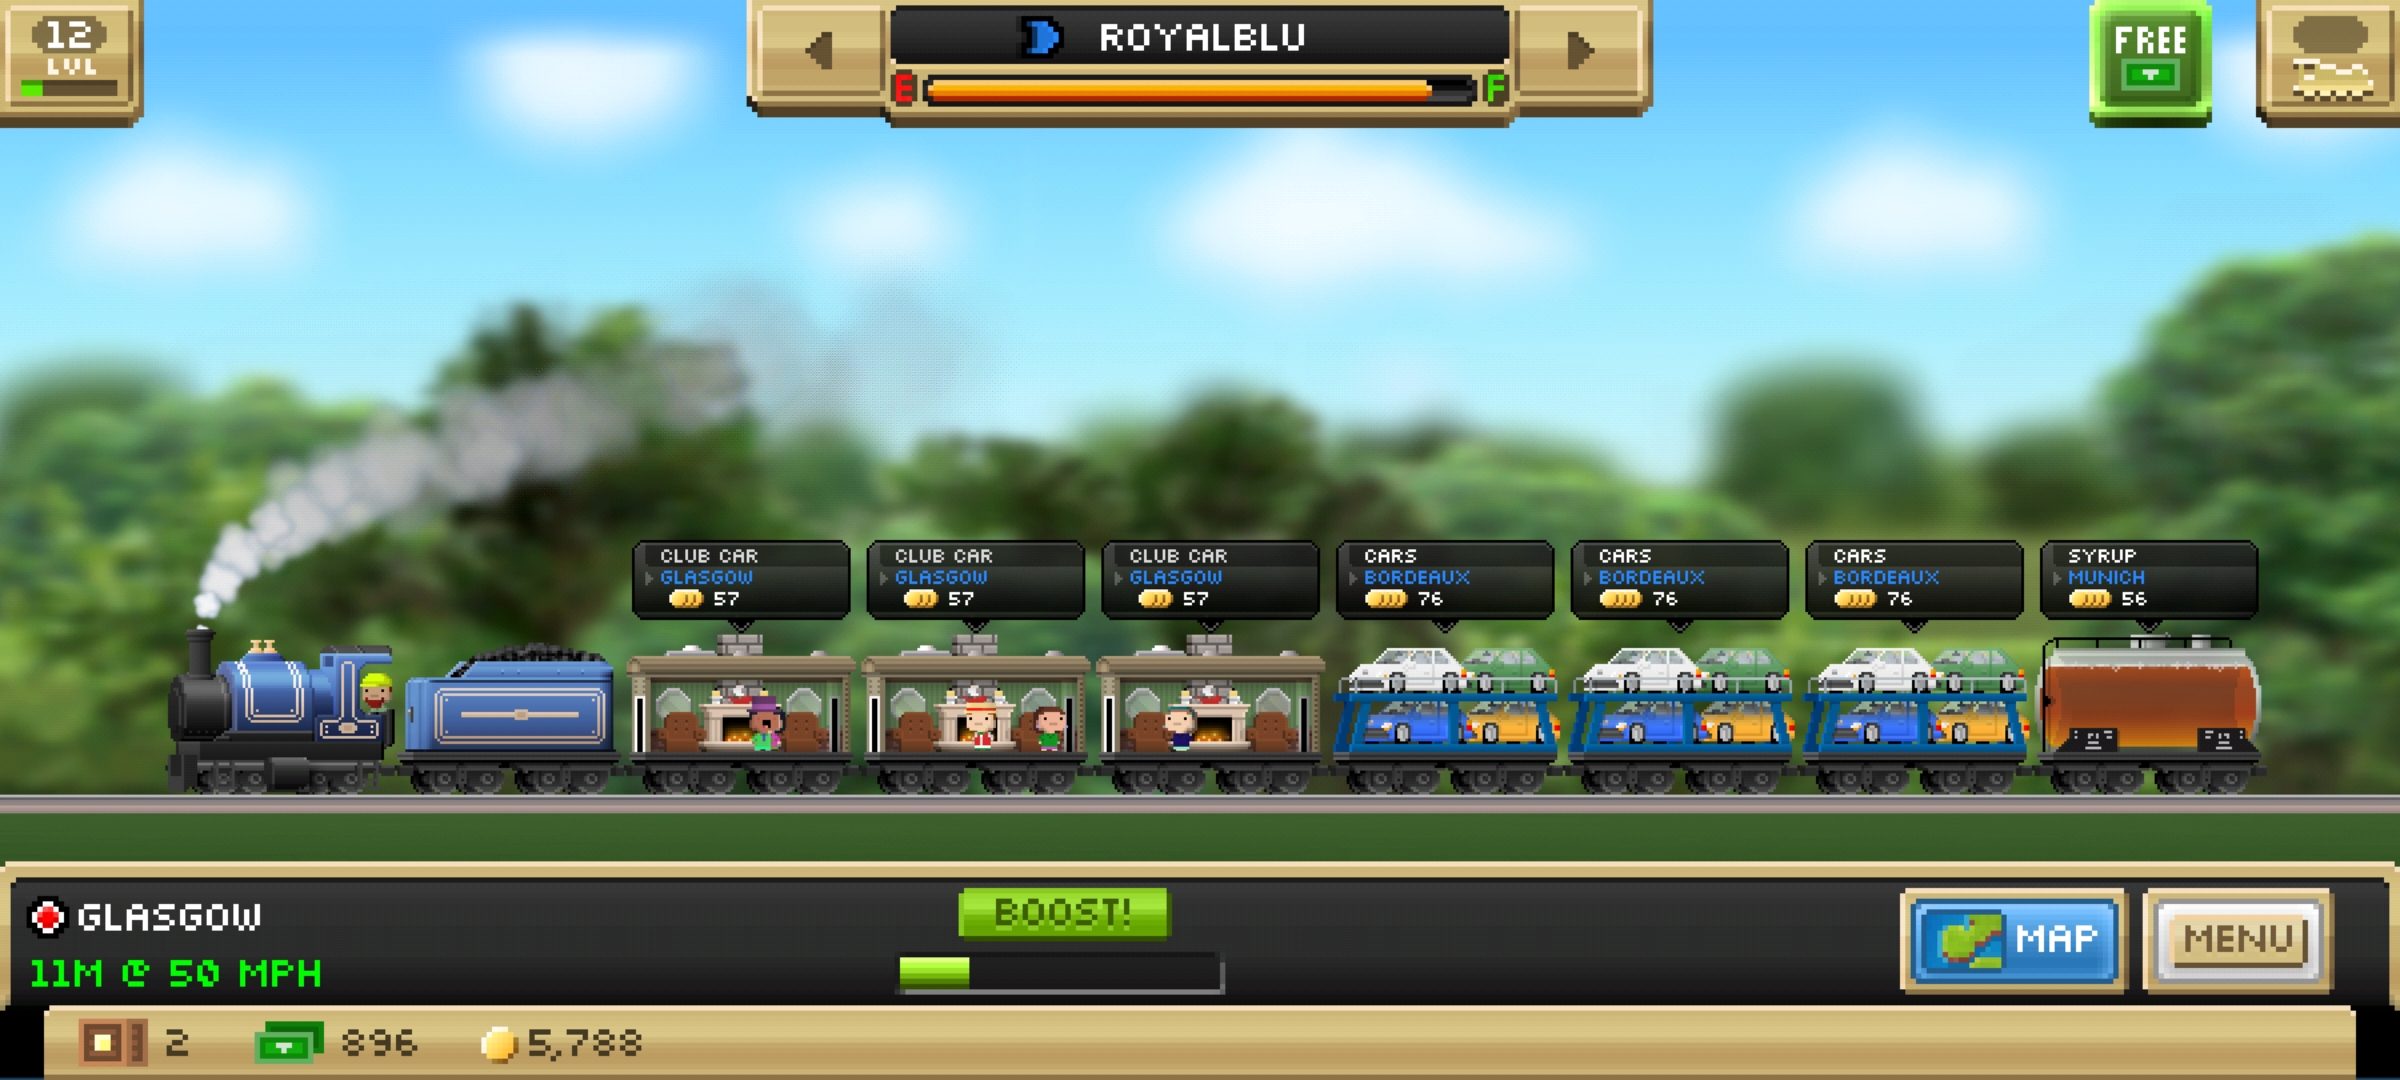 12
LVL
ROYALBLU
E F
FREE
CLUB CAR
GLASGOW
57
CLUB CAR
GLASGOW
57
CLUB CAR
GLASGOW
57
CARS
BORDEAUX
76
CARS
BORDEAUX
76
CARS
BORDEAUX
76
SYRUP
MUNICH
56
GLASGOW
11M @ 50 MPH
BOOST!
MAP
MENU
2
896
5,788